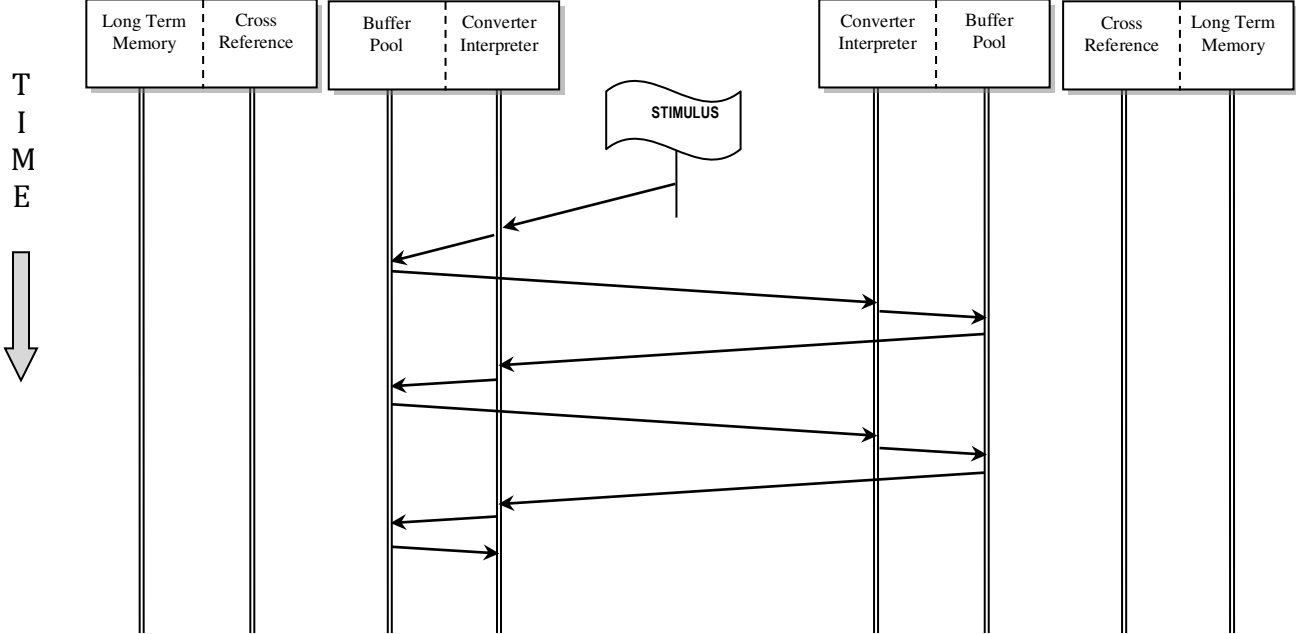 Long Term
Memory
Cross
Reference
Buffer
Pool
Converter
Interpreter
Converter
Interpreter
Buffer
Pool
Cross
Reference
Long Term
Memory
T
I
M
E
STIMULUS